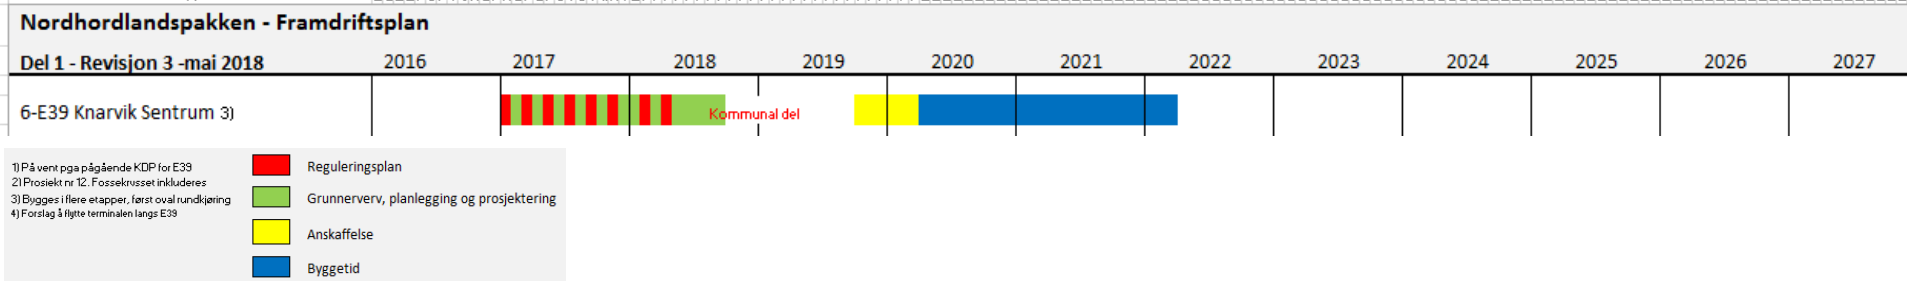 Nordhordlandspakken - Framdriftsplan
Del 1 - Revisjon 3 -mai 2018 2016 2017 2018 2019 2020 2021 2022 2023 2024 2025 2026 2027
6-E39 Knarvik Sentrum 3) Kommunal del
1) På vent pga pågående KDP for E39
2) Prosjekt nr 12. Fossekrysset inkluderes
3) Bygges i flere etapper, først oval rundkjøring
4) Forslag å flytte terminalen langs E39
Reguleringsplan
Grunnerverv, planlegging og prosjektering
Anskaffelse
Byggetid